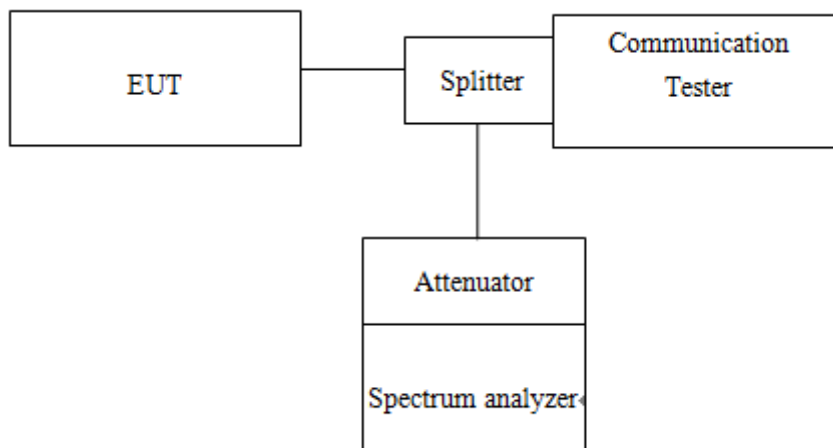 EUT
Splitter
Communication
Tester
Attenuator
Spectrum analyzer